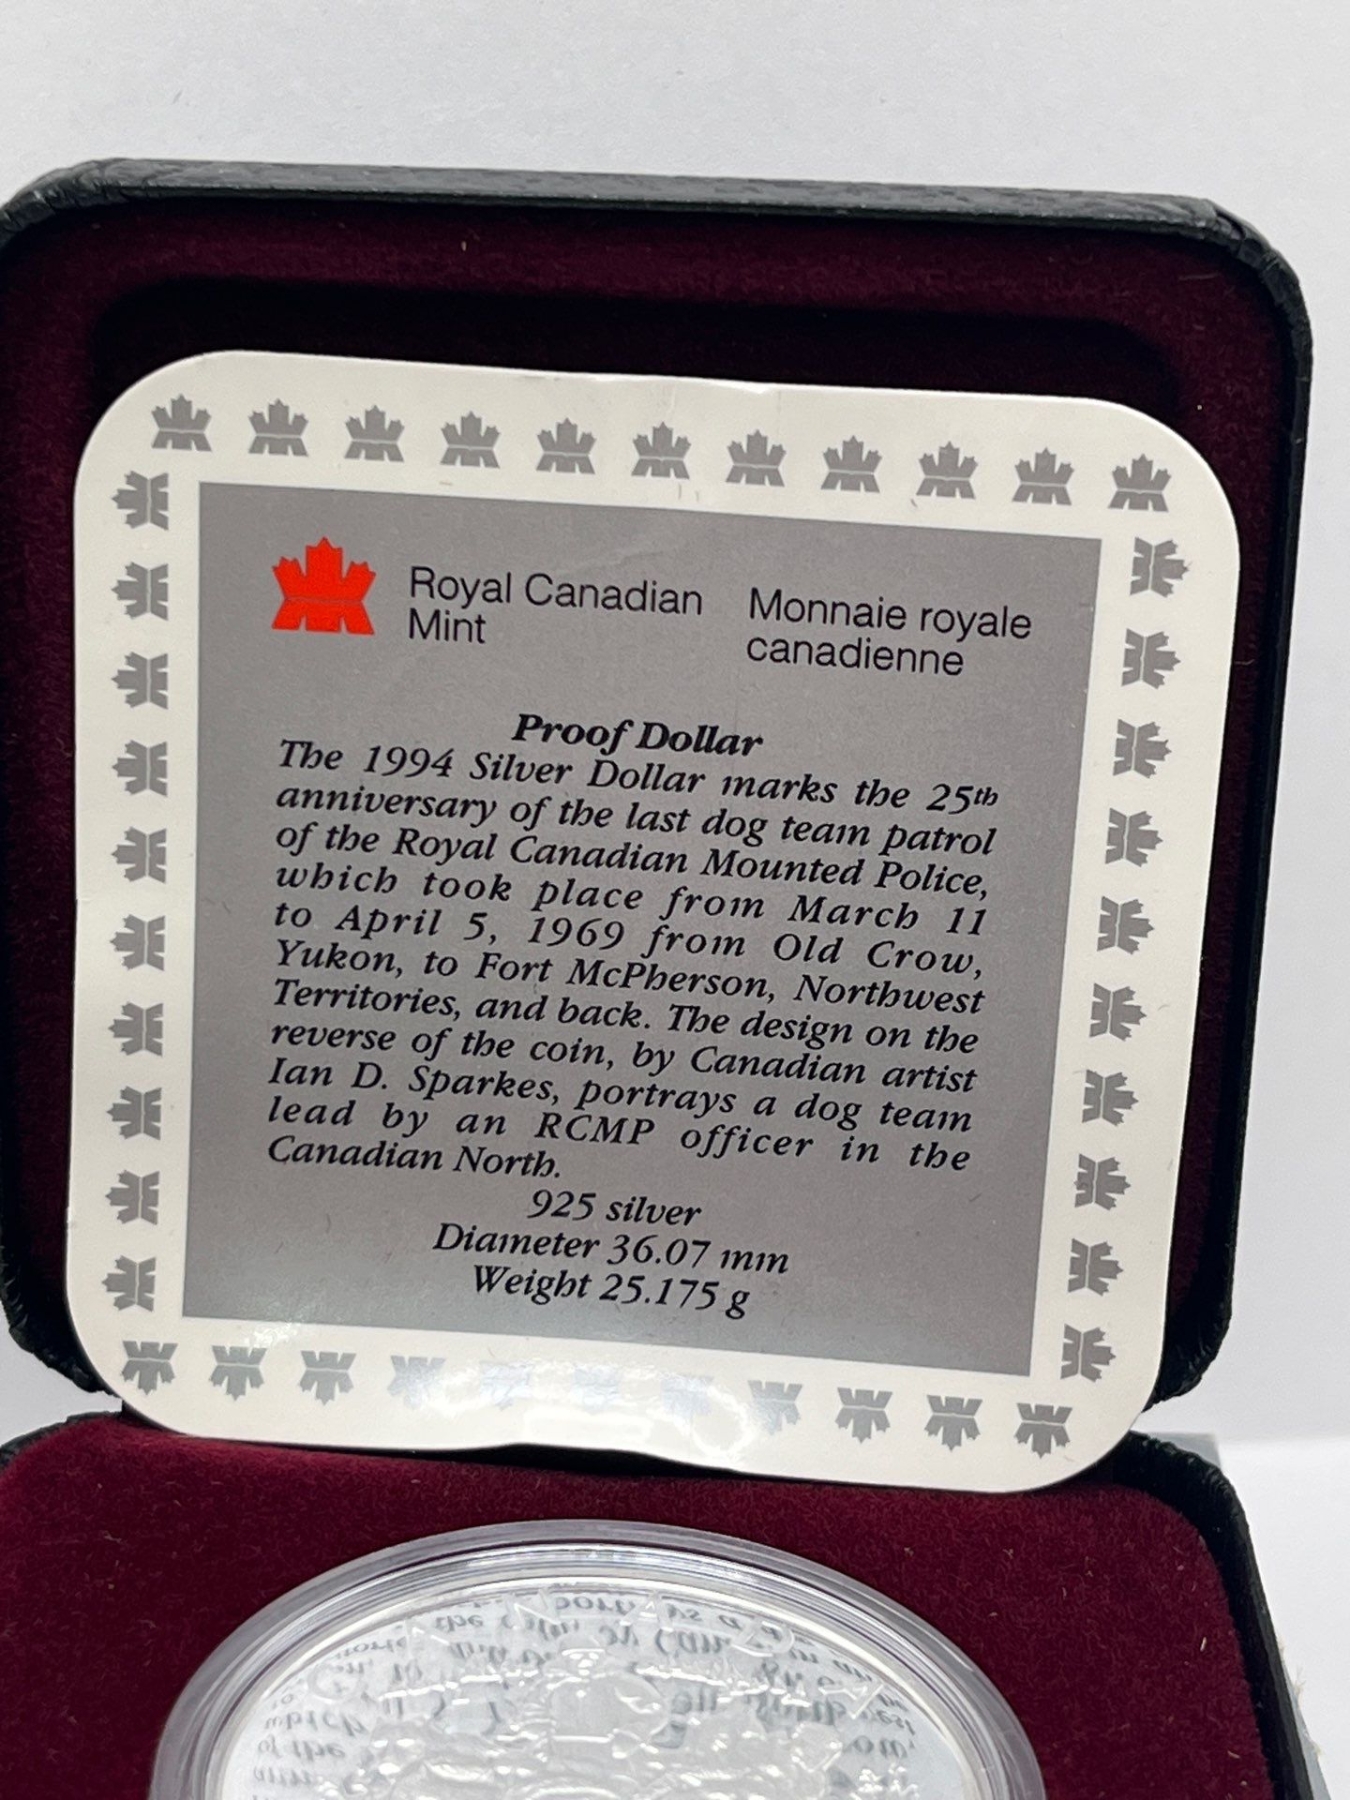 Royal Canadian Mint
Monnaie royale canadienne
Proof Dollar
The 1994 Silver Dollar marks the 25th
anniversary of the last dog team patrol
of the Royal Canadian Mounted Police,
which took place from March 11
to April 5, 1969 from Old Crow,
Yukon, to Fort McPherson, Northwest
Territories, and back. The design on the
reverse of the coin, by Canadian artist
Ian D. Sparkes, portrays a dog team
lead by an RCMP officer in the
Canadian North.
925 silver
Diameter 36.07 mm
Weight 25.175 g